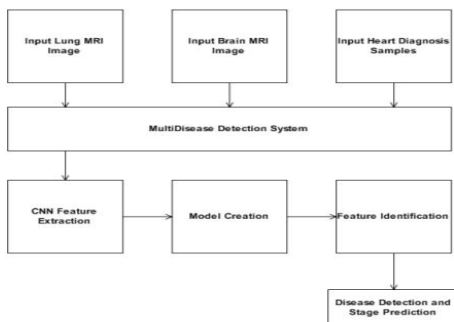 Input Lung MRI
Image
Input Brain MRI
Image
Input Heart Diagnosis
Samples
MultiDisease Detection System
CNN Feature
Extraction
Model Creation
Feature Identification
Disease Detection and
Stage Prediction